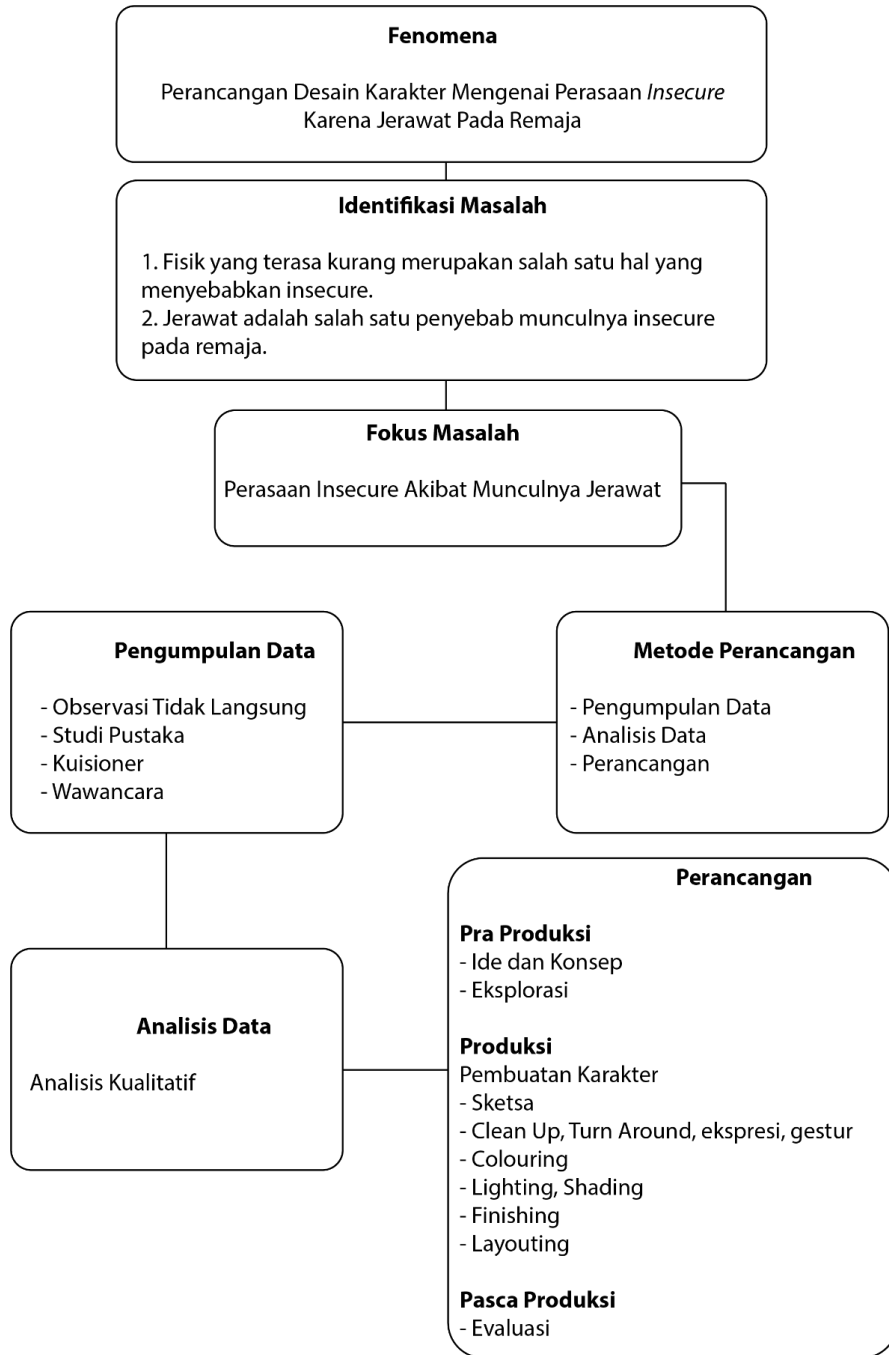 Fenomena
Perancangan Desain Karakter Mengenai Perasaan Insecure
Karena Jerawat Pada Remaja
Identifikasi Masalah
1. Fisik yang terasa kurang merupakan salah satu hal yang
menyebabkan insecure.
2. Jerawat adalah salah satu penyebab munculnya insecure
pada remaja.
Fokus Masalah
Perasaan Insecure Akibat Munculnya Jerawat
Metode Perancangan
- Pengumpulan Data
- Analisis Data
- Perancangan
Pengumpulan Data
- Observasi Tidak Langsung
- Studi Pustaka
- Kuisioner
- Wawancara
Analisis Data
Analisis Kualitatif
Perancangan
Pra Produksi
- Ide dan Konsep
- Eksplorasi
Produksi
Pembuatan Karakter
- Sketsa
- Clean Up, Turn Around, ekspresi, gestur
- Colouring
- Lighting, Shading
- Finishing
- Layouting
Pasca Produksi
- Evaluasi